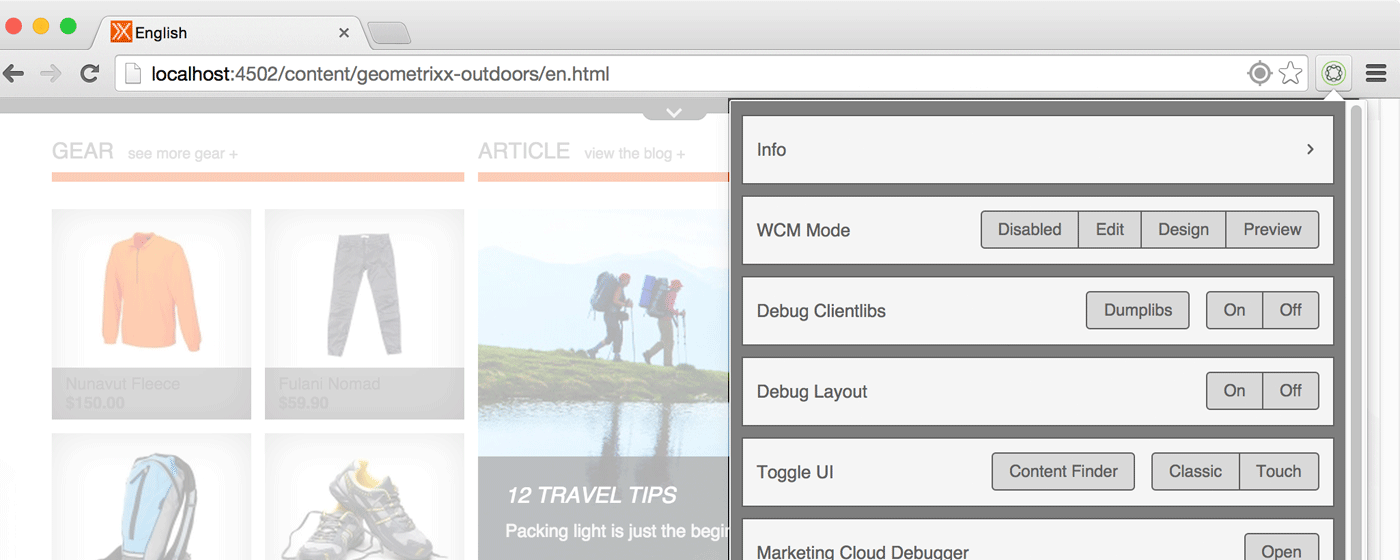 English
localhost:4502/content/geometrixx-outdoors/en.html
GEAR see more gear +
ARTICLE view the blog +
Nunavut Fleece
$150.00
Fulani Nomad
$59.90
12 TRAVEL TIPS
Packing light is just the begin
Info
WCM Mode Disabled Edit Design Preview
Debug Clientlibs Dumplibs On Off
Debug Layout On Off
Toggle UI Content Finder Classic Touch
Marketing Cloud Debugger Open